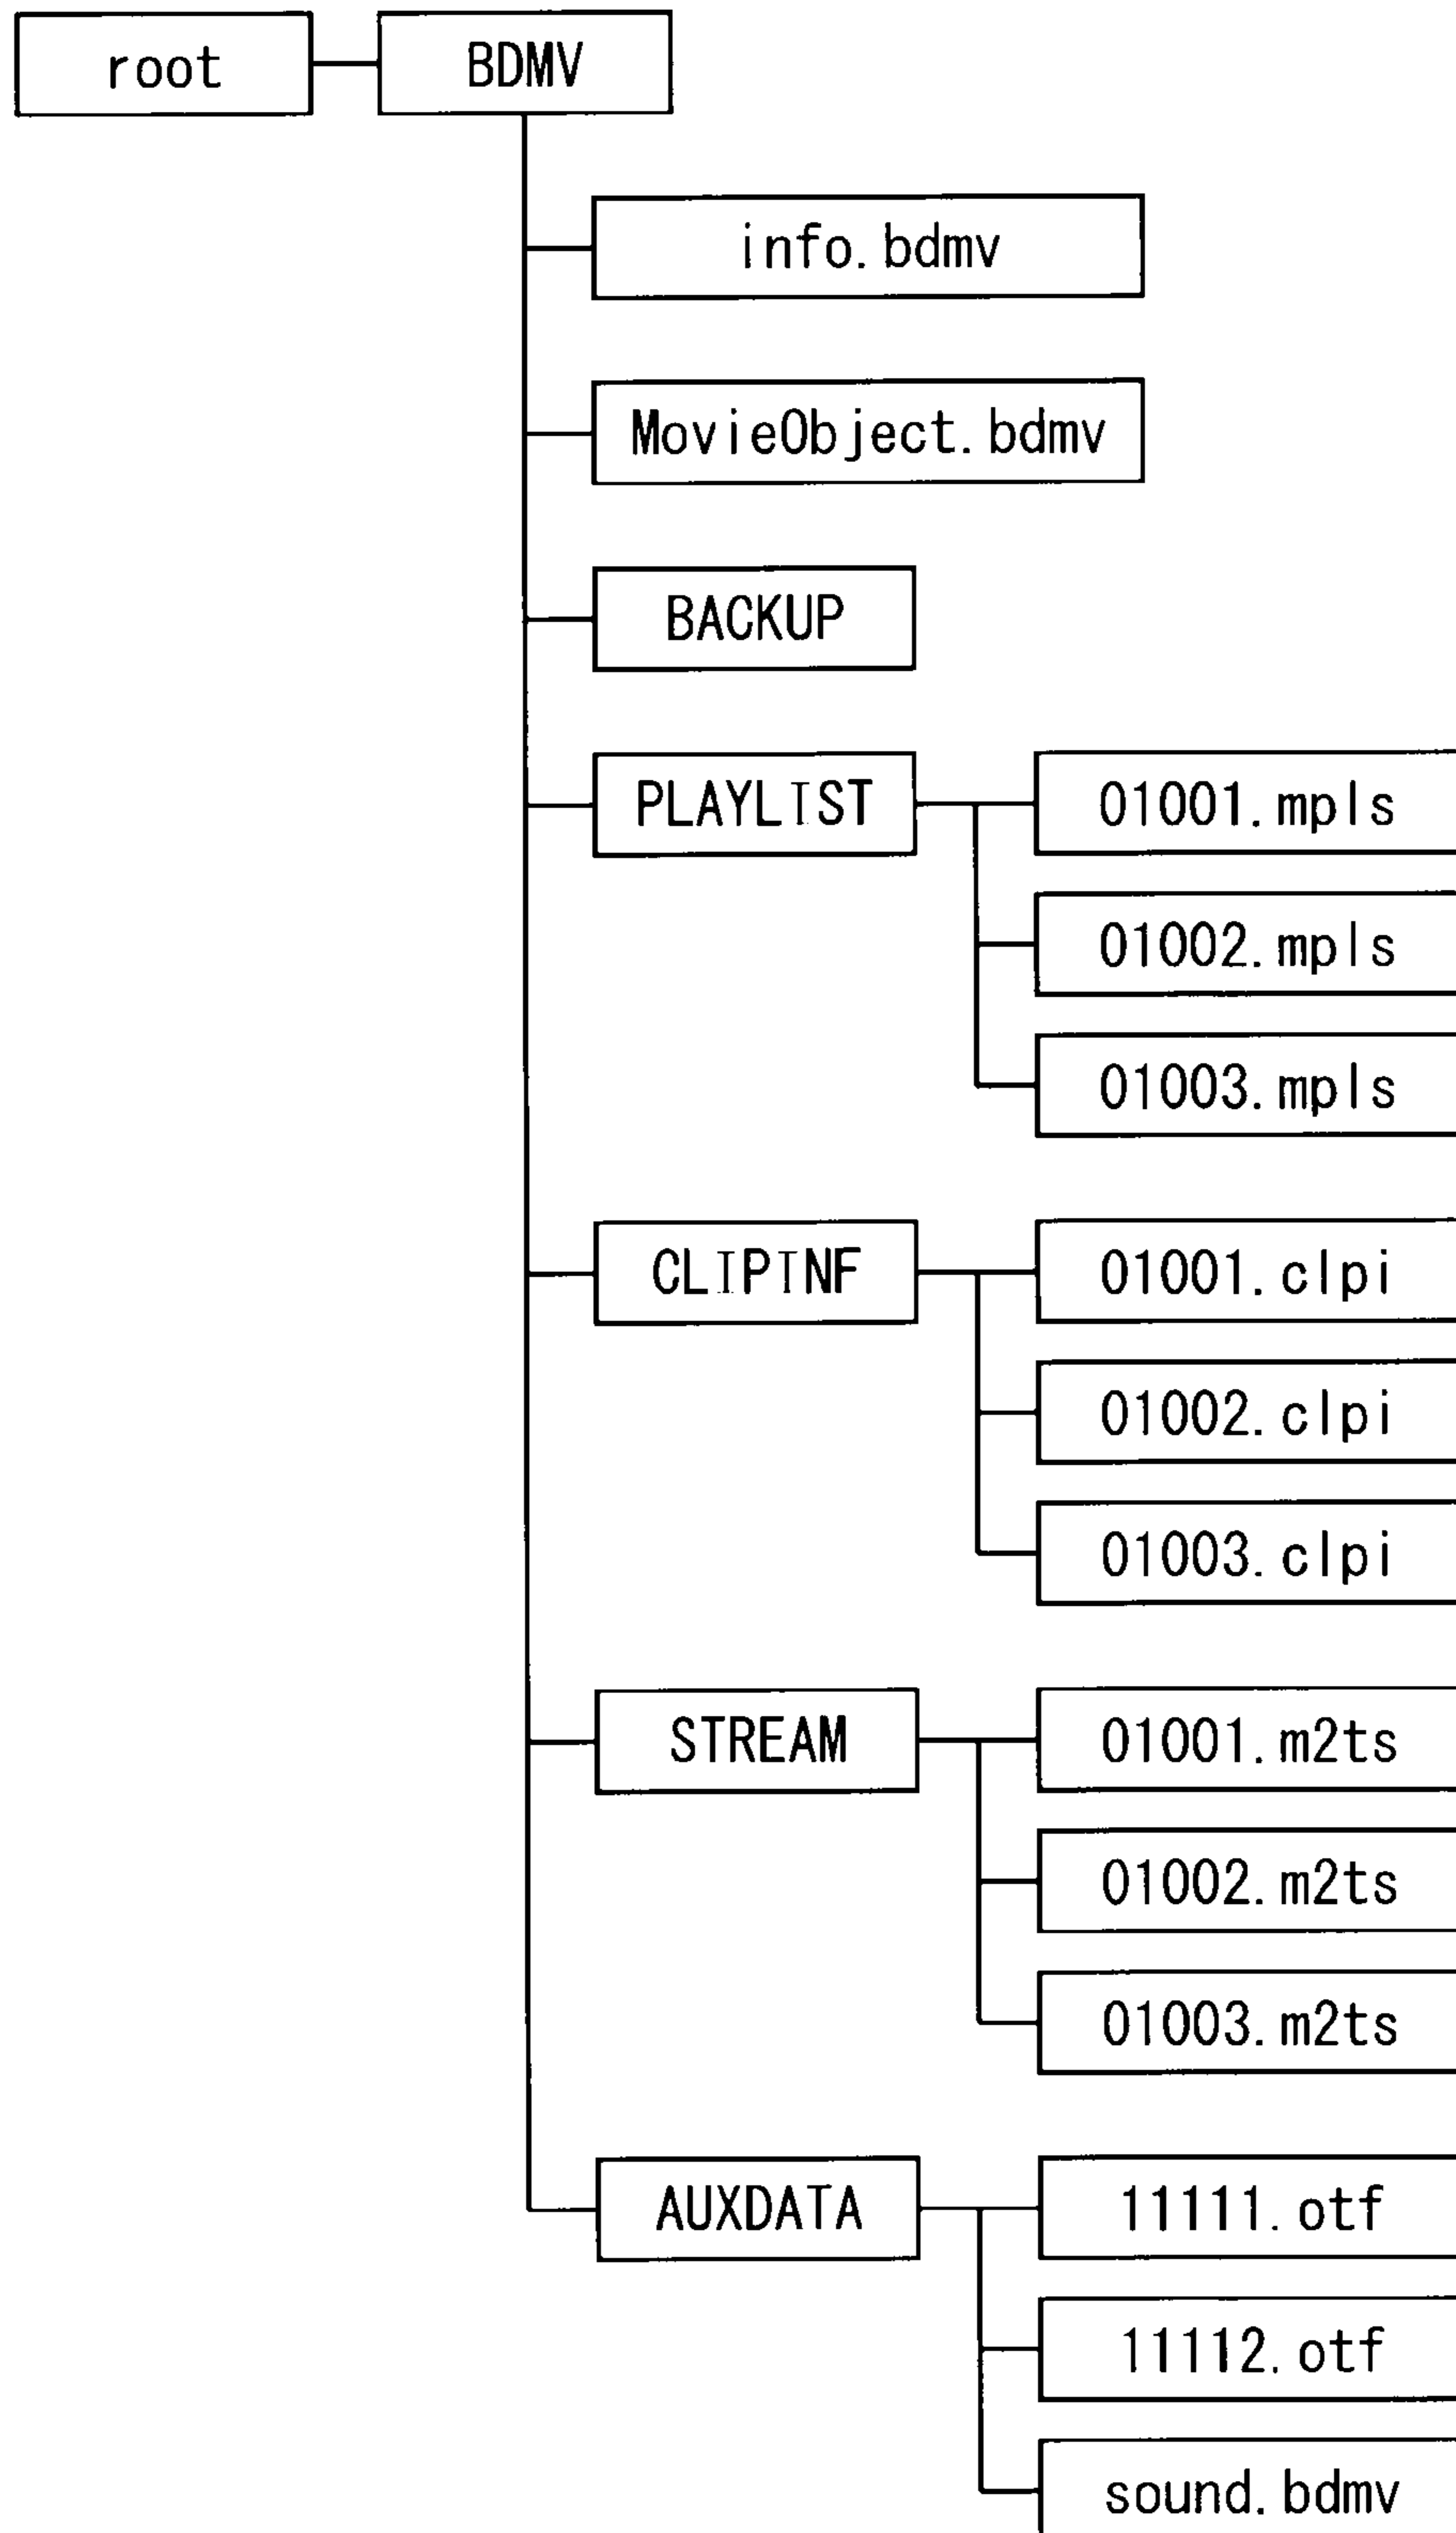 root
BDMV
info.bdmv
MovieObject.bdmv
BACKUP
PLAYLIST
01001.mpls
01002.mpls
01003.mpls
CLIPINF
01001.clpi
01002.clpi
01003.clpi
STREAM
01001.m2ts
01002.m2ts
01003.m2ts
AUXDATA
11111.otf
11112.otf
sound.bdmv